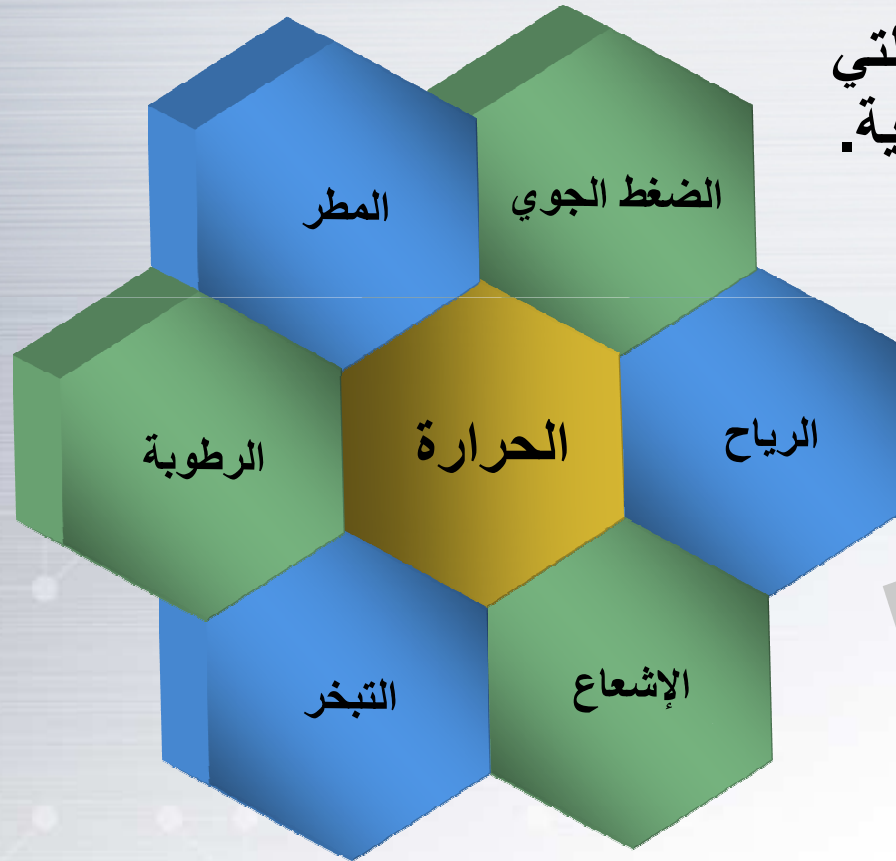 المطر
الضغط الجوي
الرطوبة
الحرارة
الرياح
التبخر
الإشعاع